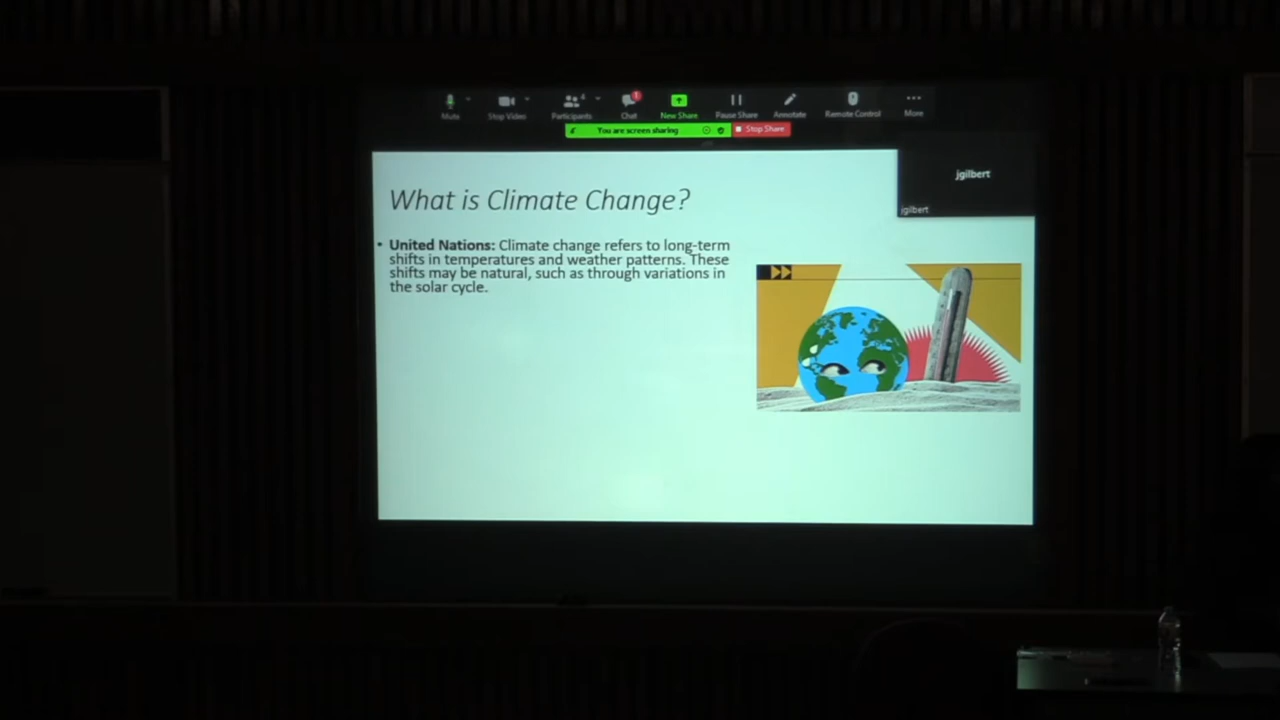 Mute
Stop Video
Participants
4
Chat
1
New Share
Pause Share
Annotate
Remote Control
More
You are screen sharing
Stop Share
jgilbert
jgilbert
What is Climate Change?
• United Nations: Climate change refers to long-term
shifts in temperatures and weather patterns. These
shifts may be natural, such as through variations in
the solar cycle.